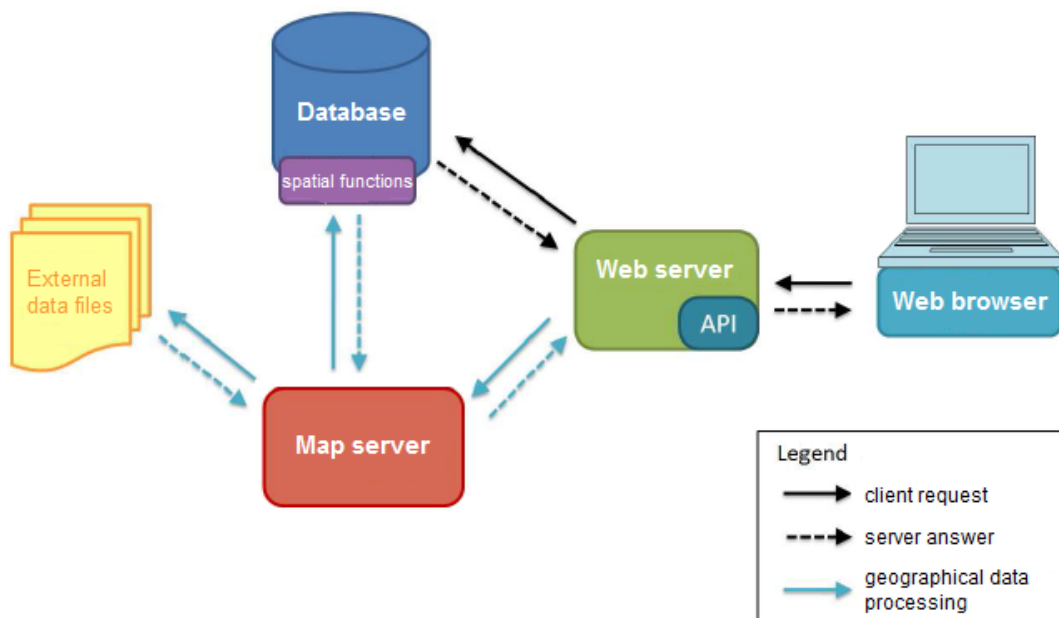 Database
spatial functions
External
data files
Web server
API
Web browser
Map server
Legend
client request
server answer
geographical data
processing